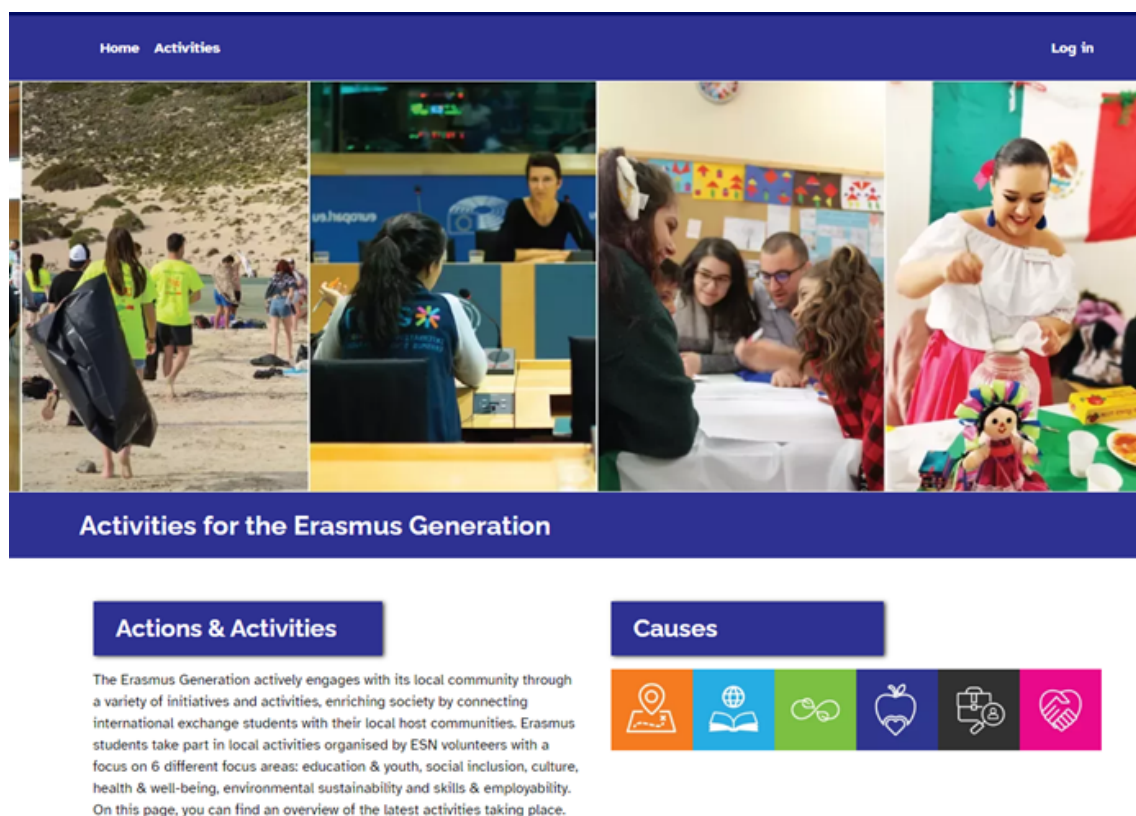 Home Activities Log in
Activities for the Erasmus Generation
Actions & Activities
The Erasmus Generation actively engages with its local community through
a variety of initiatives and activities, enriching society by connecting
international exchange students with their local host communities. Erasmus
students take part in local activities organised by ESN volunteers with a
focus on 6 different focus areas: education & youth, social inclusion, culture,
health & well-being, environmental sustainability and skills & employability.
On this page, you can find an overview of the latest activities taking place.
Causes